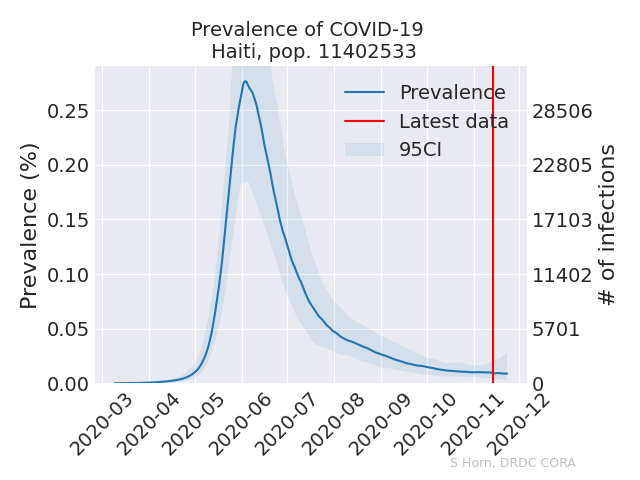 Prevalence of COVID-19
Haiti, pop. 11402533
Prevalence
Latest data
95CI
Prevalence (%)
0.25
0.20
0.15
0.10
0.05
0.00
28506
22805
17103
11402
5701
0
# of infections
2020-03
2020-04
2020-05
2020-06
2020-07
2020-08
2020-09
2020-10
2020-11
2020-12
S Horn, DRDC CORA